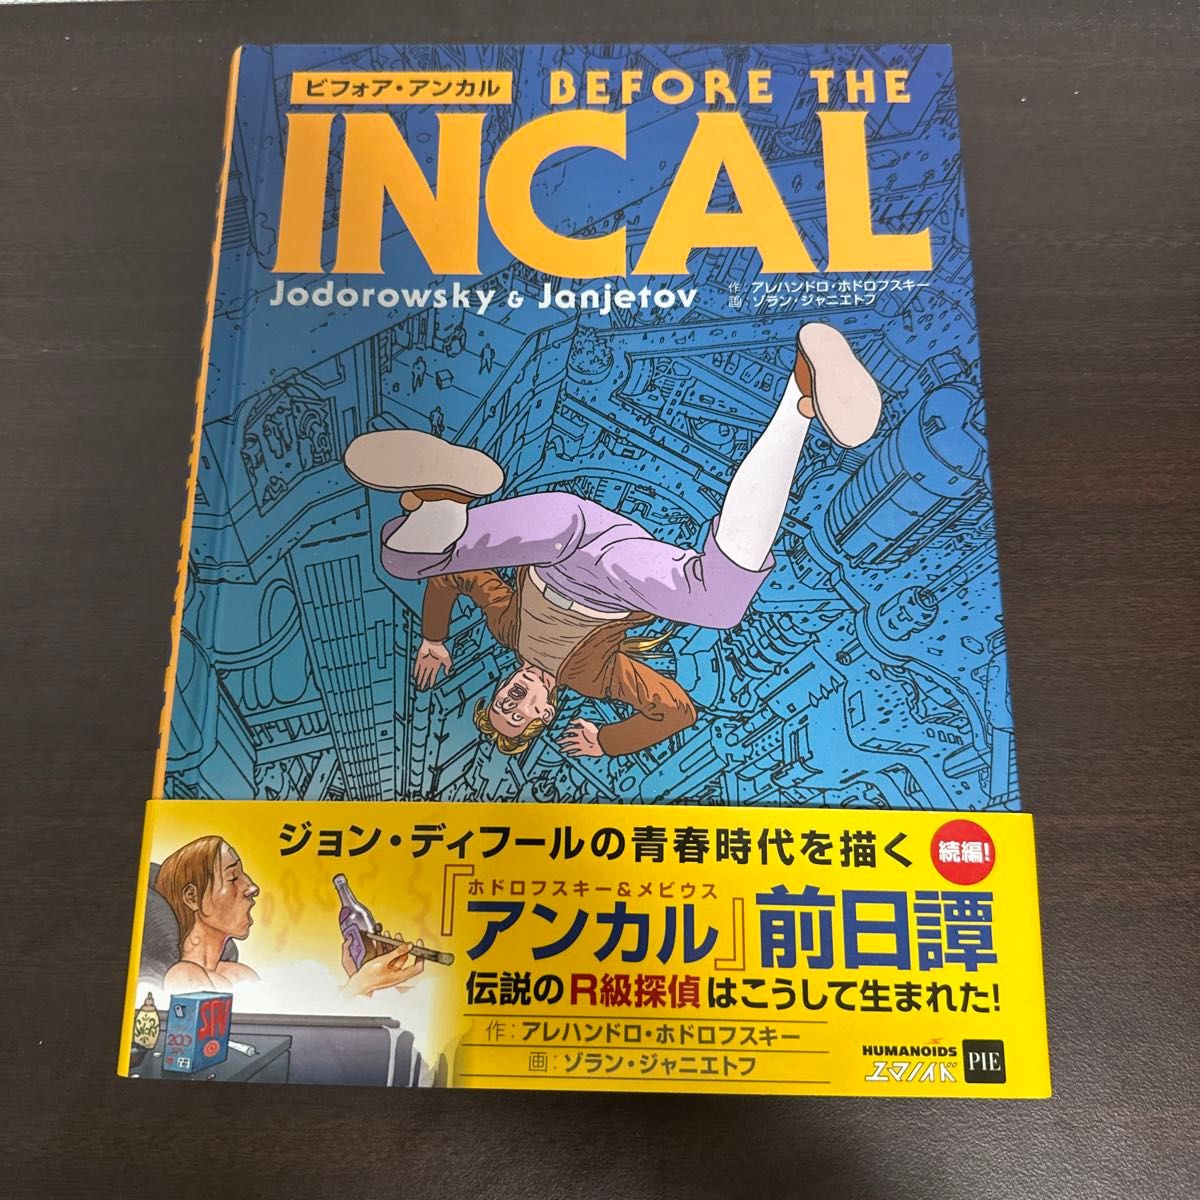 ビフォア・アンカル BEFORE THE
INCAL
Jodorowsky & Janjetov
作:アレハンドロ・ホドロフスキー
画:ゾラン・ジャニエトフ
ジョン・ディフールの青春時代を描く
続編!
ホドロフスキー&メビウス
『アンカル』前日譚
伝説のR級探偵はこうして生まれた!
作:アレハンドロ・ホドロフスキー
画:ゾラン・ジャニエトフ
HUMANOIDS
ユマノイド
PIE
SPV
200